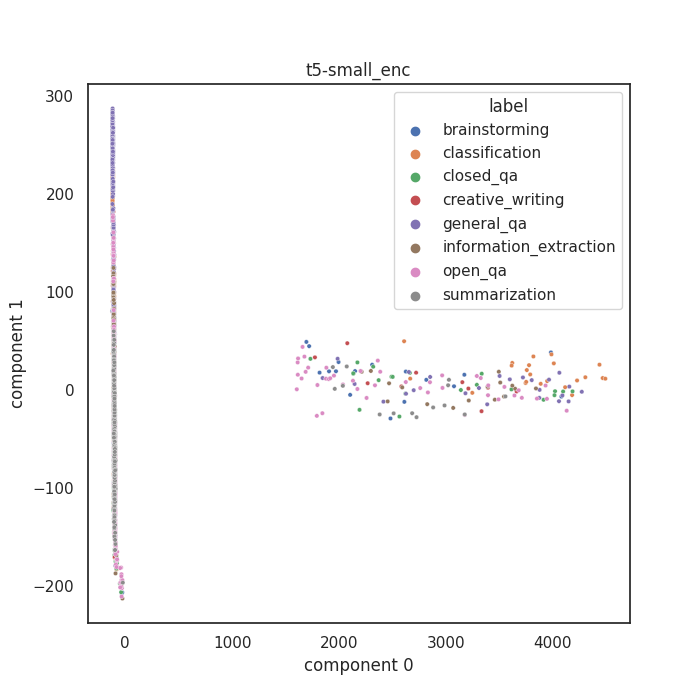 t5-small_enc
300
200
100
0
−100
−200
component 1
label
brainstorming
classification
closed_qa
creative_writing
general_qa
information_extraction
open_qa
summarization
0
1000
2000
3000
4000
component 0